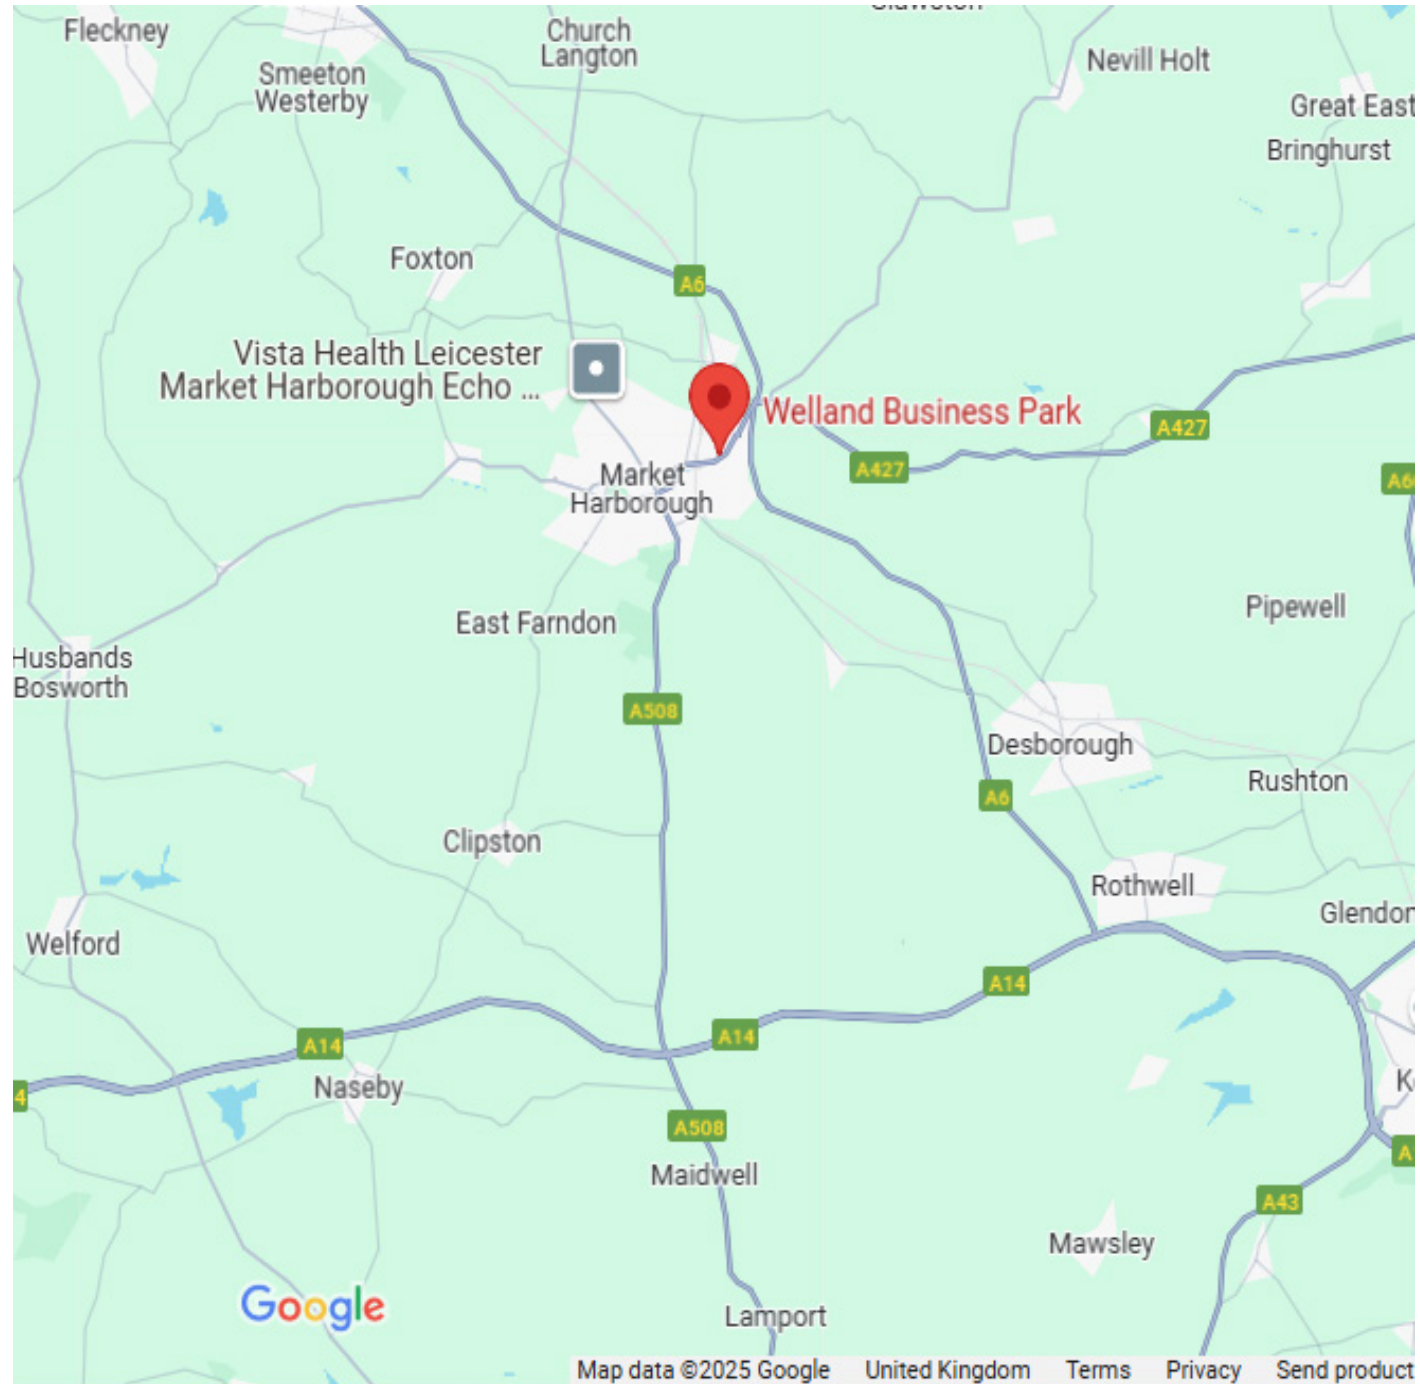 Fleckney
Church
Langton
Nevill Holt
Smeeton
Westerby
Great East
Bringhurst
Foxton
A6
Vista Health Leicester
Market Harborough Echo ...
Welland Business Park
A427
A427
Market
Harborough
East Farndon
Pipewell
Husbands
Bosworth
A508
Desborough
Rushton
A6
Clipston
Rothwell
Glendon
Welford
A14
A14
A14
Naseby
4
A508
Maidwell
A43
Mawsley
Google
Lamport
Map data ©2025 Google United Kingdom Terms Privacy Send product